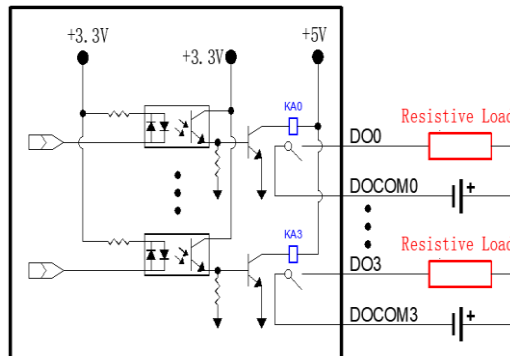 +3.3V
+3.3V
+5V
KA0
Resistive Load
DO0
DOCOM0
KA3
Resistive Load
DO3
DOCOM3